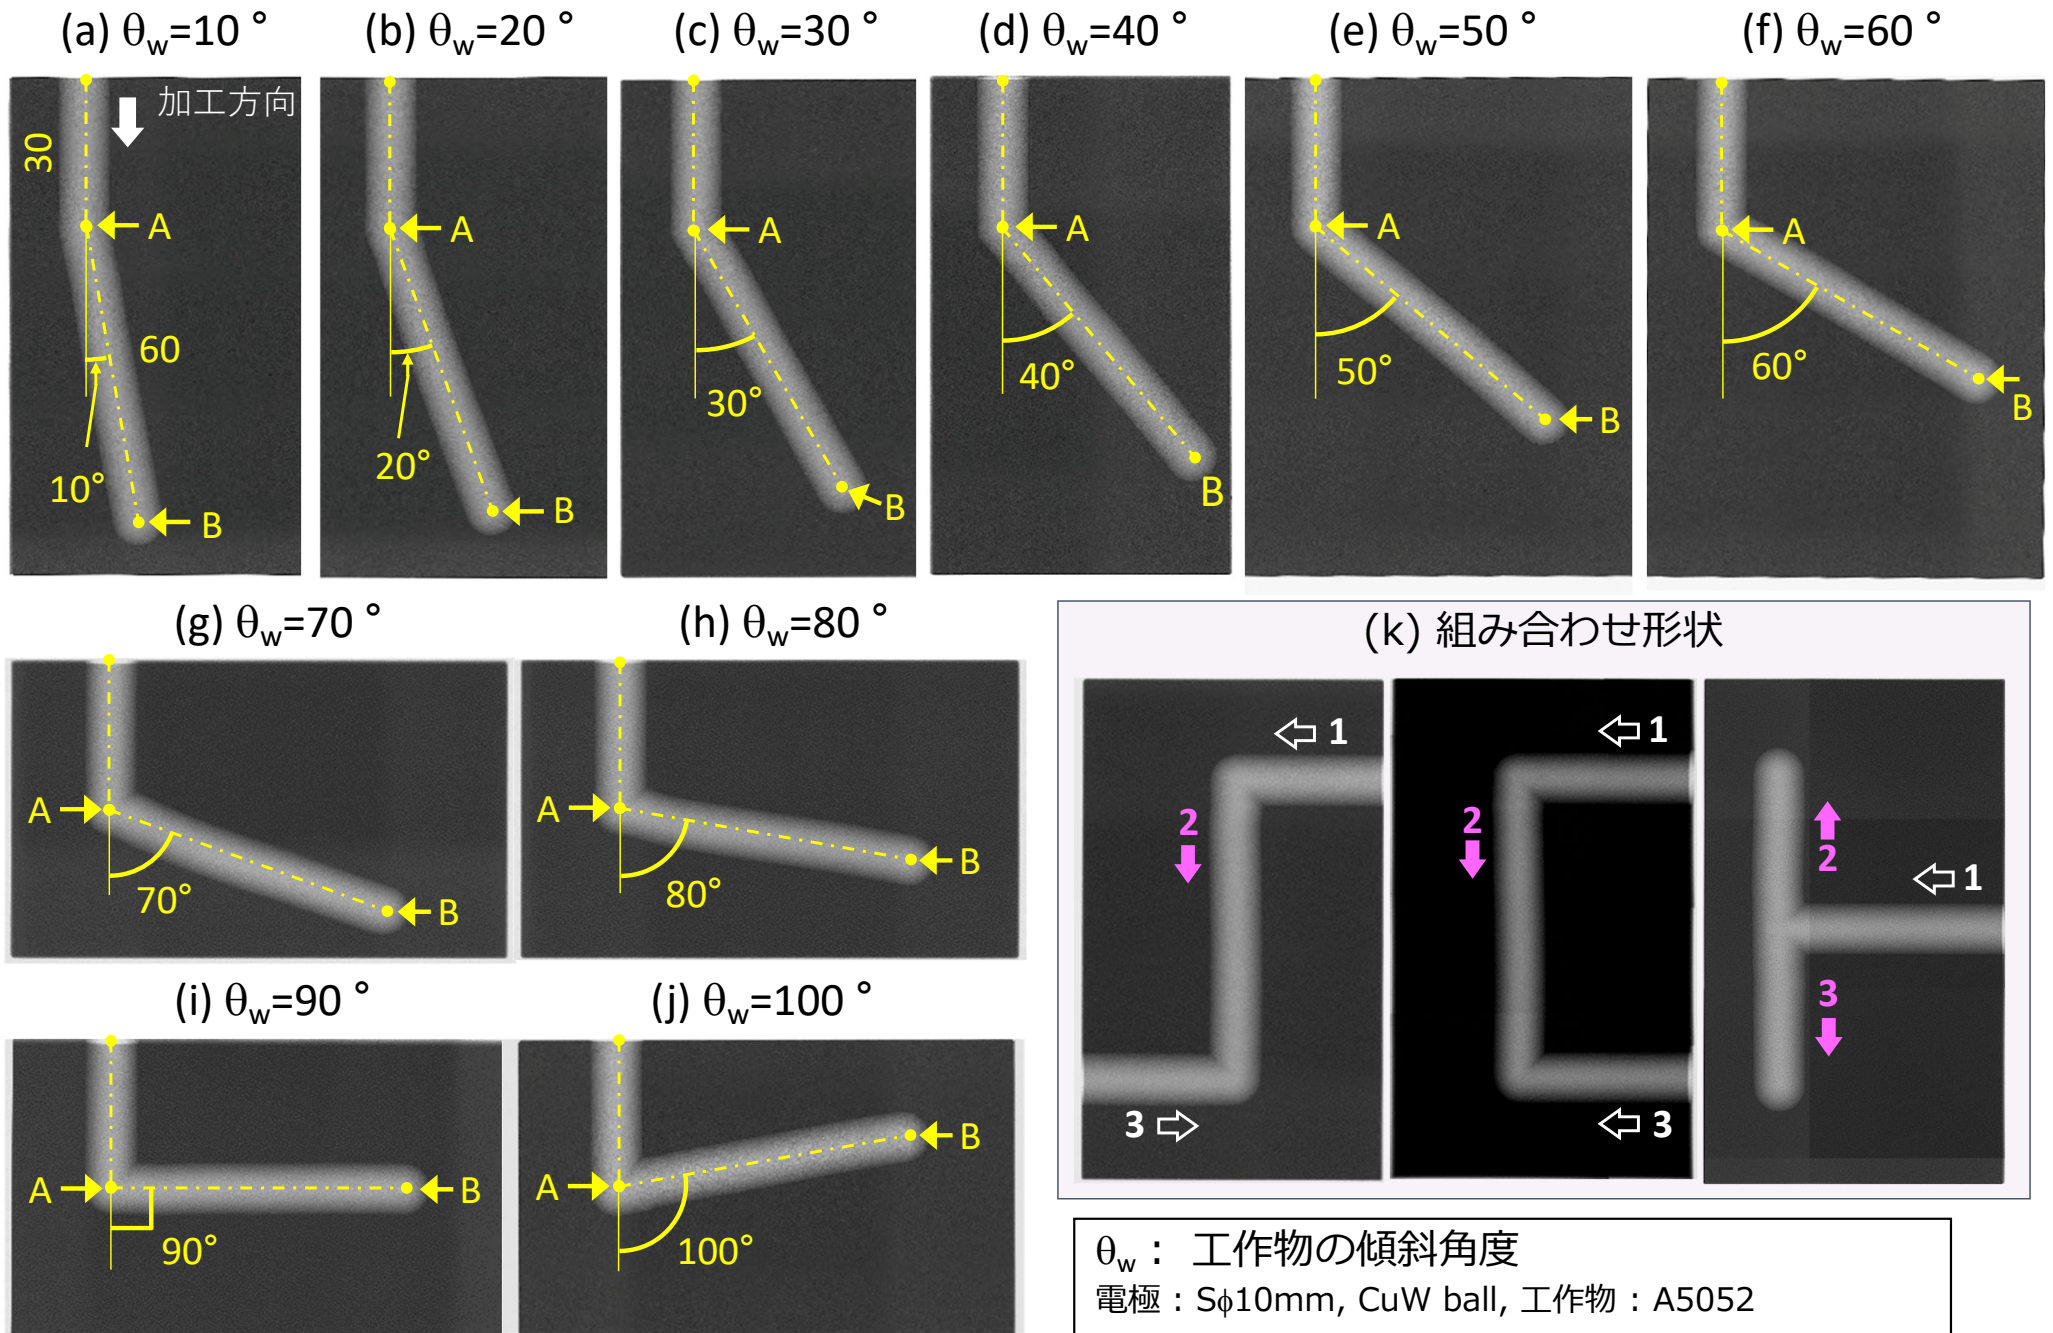 (a) θw=10 °
(b) θw=20 °
(c) θw=30 °
(d) θw=40 °
(e) θw=50 °
(f) θw=60 °
加工方向
30
A
60
10°
B
A
20°
B
A
30°
B
A
40°
B
A
50°
B
A
60°
B
(g) θw=70 °
(h) θw=80 °
A
70°
B
A
80°
B
(i) θw=90 °
(j) θw=100 °
A
90°
B
A
100°
B
(k) 組み合わせ形状
1
2
3
1
2
3
2
1
3
θw : 工作物の傾斜角度
電極 : Sϕ10mm, CuW ball, 工作物 : A5052